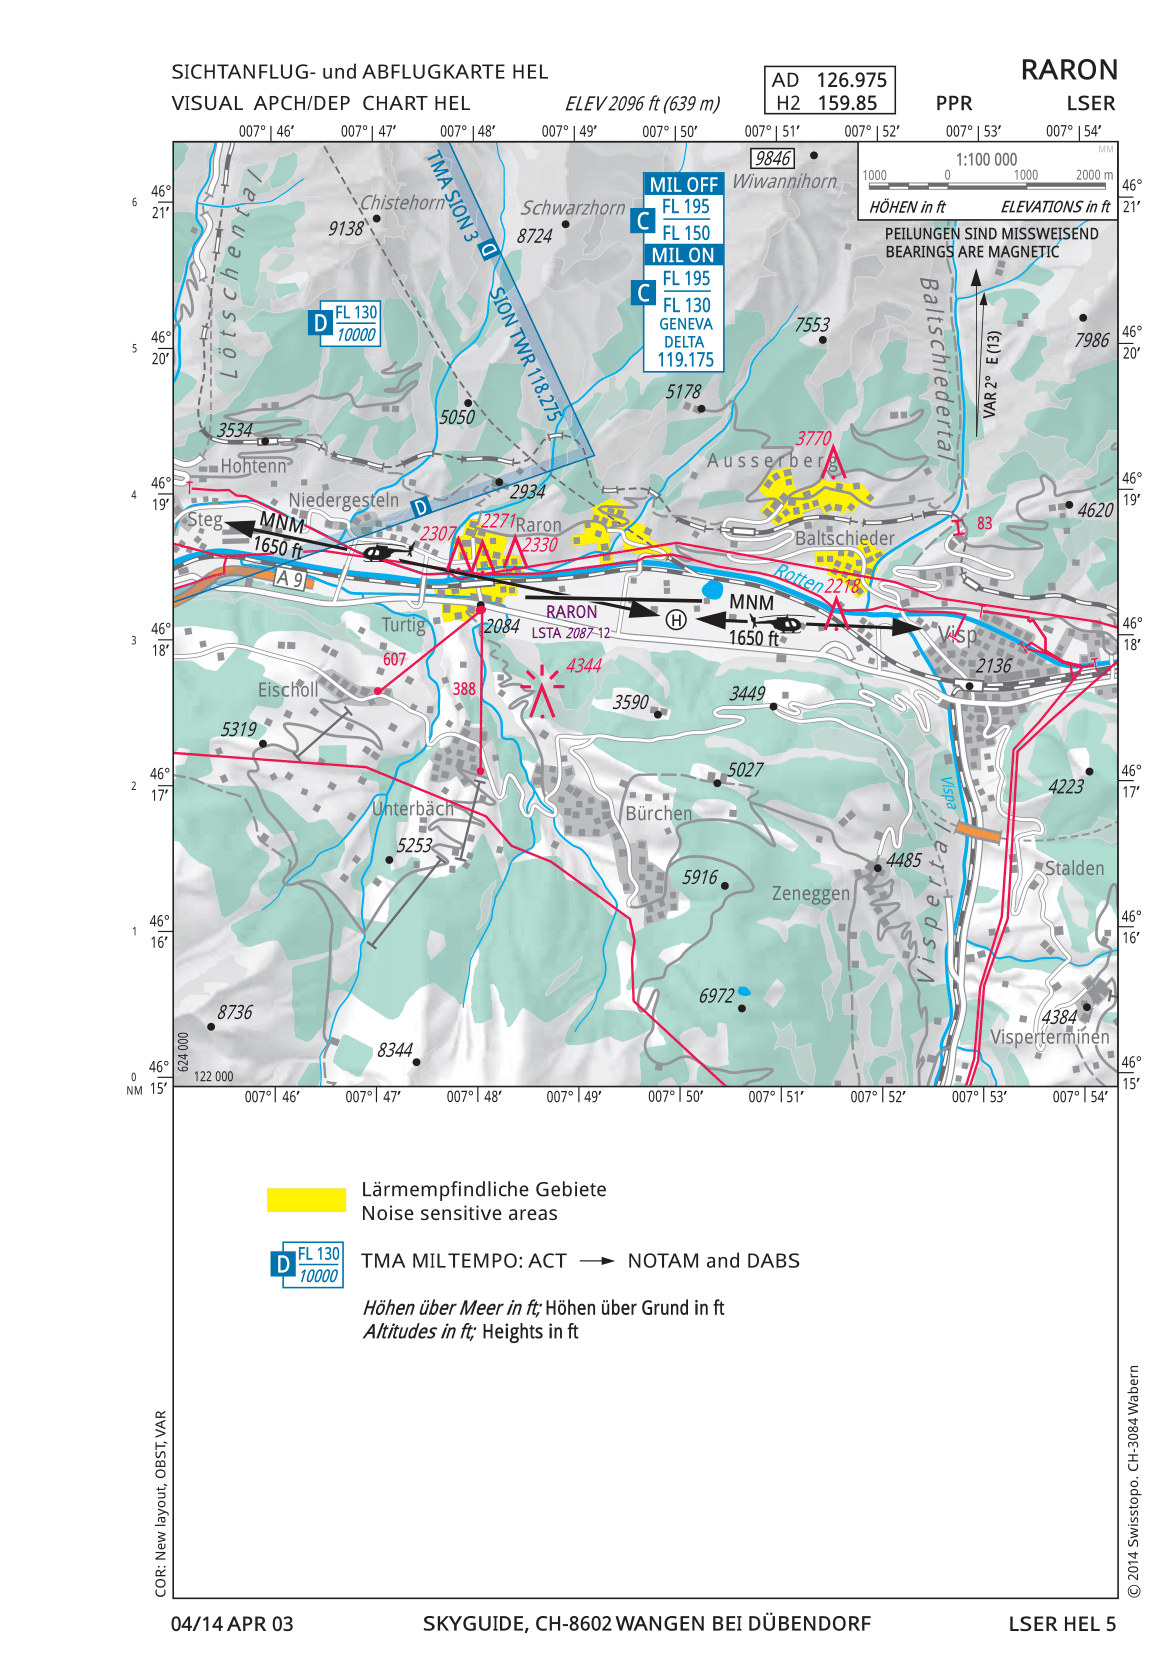 SICHTANFLUG- und ABFLUGKARTE HEL
VISUAL APCH/DEP CHART HEL
ELEV 2096 ft (639 m)
AD 126.975
H2 159.85
PPR
RARON
LSER
007° 46′ 007° 47′ 007° 48′ 007° 49′ 007° 50′ 007° 51′ 007° 52′ 007° 53′ 007° 54′
MM
1:100 000
1000 0 1000 2000 m
HÖHEN in ft ELEVATIONS in ft
PEILUNGEN SIND MISSWEISEND
BEARINGS ARE MAGNETIC
VAR 2° E (13)
6 46° 21′
46° 21′
5 46° 20′
46° 20′
4 46° 19′
46° 19′
3 46° 18′
46° 18′
2 46° 17′
46° 17′
1 46° 16′
46° 16′
0 NM 46° 15′
46° 15′
9846
Wiwannihorn
Chistehorn
9138
Schwarzhorn
8724
TMA SION 3 D
SION TWR 118.275
MIL OFF
C
FL 195
FL 150
MIL ON
C
FL 195
FL 130
GENEVA
DELTA
119.175
D FL 130
10000
Lötschental
Baltschiedertal
7553
7986
5178
5050
3534
Hohtenn
2934
D
3770
Ausserberg
4620
Niedergesteln
Steg
MNM
1650 ft
2307
2271
2330
Raron
Baltschieder
83
A 9
Rotten
2218
RARON
LSTA 2087 12
H
MNM
1650 ft
Visp
2136
Turtig
2084
607
388
4344
Eischoll
5319
3590
3449
5027
4223
Vispa
Unterbäch
5253
Bürchen
5916
4485
Zeneggen
Stalden
Vispertal
6972
8736
8344
4384
Visperterminen
624 000
122 000
007° 46′ 007° 47′ 007° 48′ 007° 49′ 007° 50′ 007° 51′ 007° 52′ 007° 53′ 007° 54′
Lärmempfindliche Gebiete
Noise sensitive areas
D FL 130
10000
TMA MIL TEMPO: ACT → NOTAM and DABS
Höhen über Meer in ft; Höhen über Grund in ft
Altitudes in ft; Heights in ft
COR: New layout, OBST, VAR
© 2014 Swisstopo. CH-3084 Wabern
04/14 APR 03
SKYGUIDE, CH-8602 WANGEN BEI DÜBENDORF
LSER HEL 5